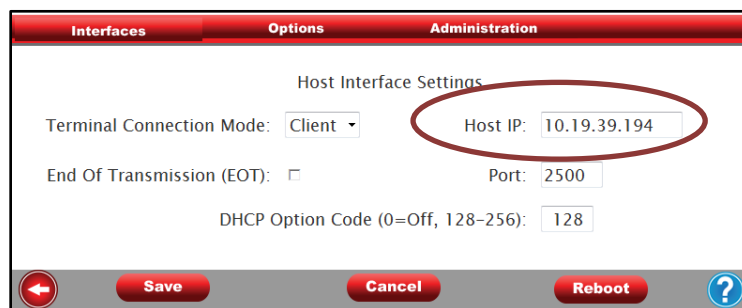 Interfaces Options Administration
Host Interface Settings
Terminal Connection Mode: Client Host IP: 10.19.39.194
End Of Transmission (EOT): Port: 2500
DHCP Option Code (0=Off, 128-256): 128
Save Cancel Reboot ?